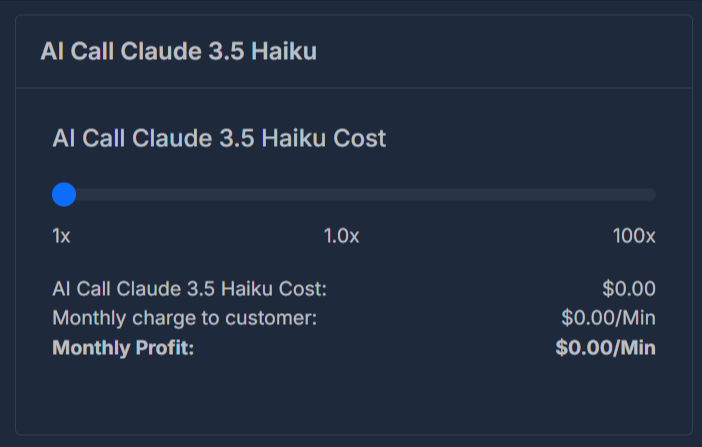 AI Call Claude 3.5 Haiku
AI Call Claude 3.5 Haiku Cost
1x 1.0x 100x
AI Call Claude 3.5 Haiku Cost: $0.00
Monthly charge to customer: $0.00/Min
Monthly Profit: $0.00/Min